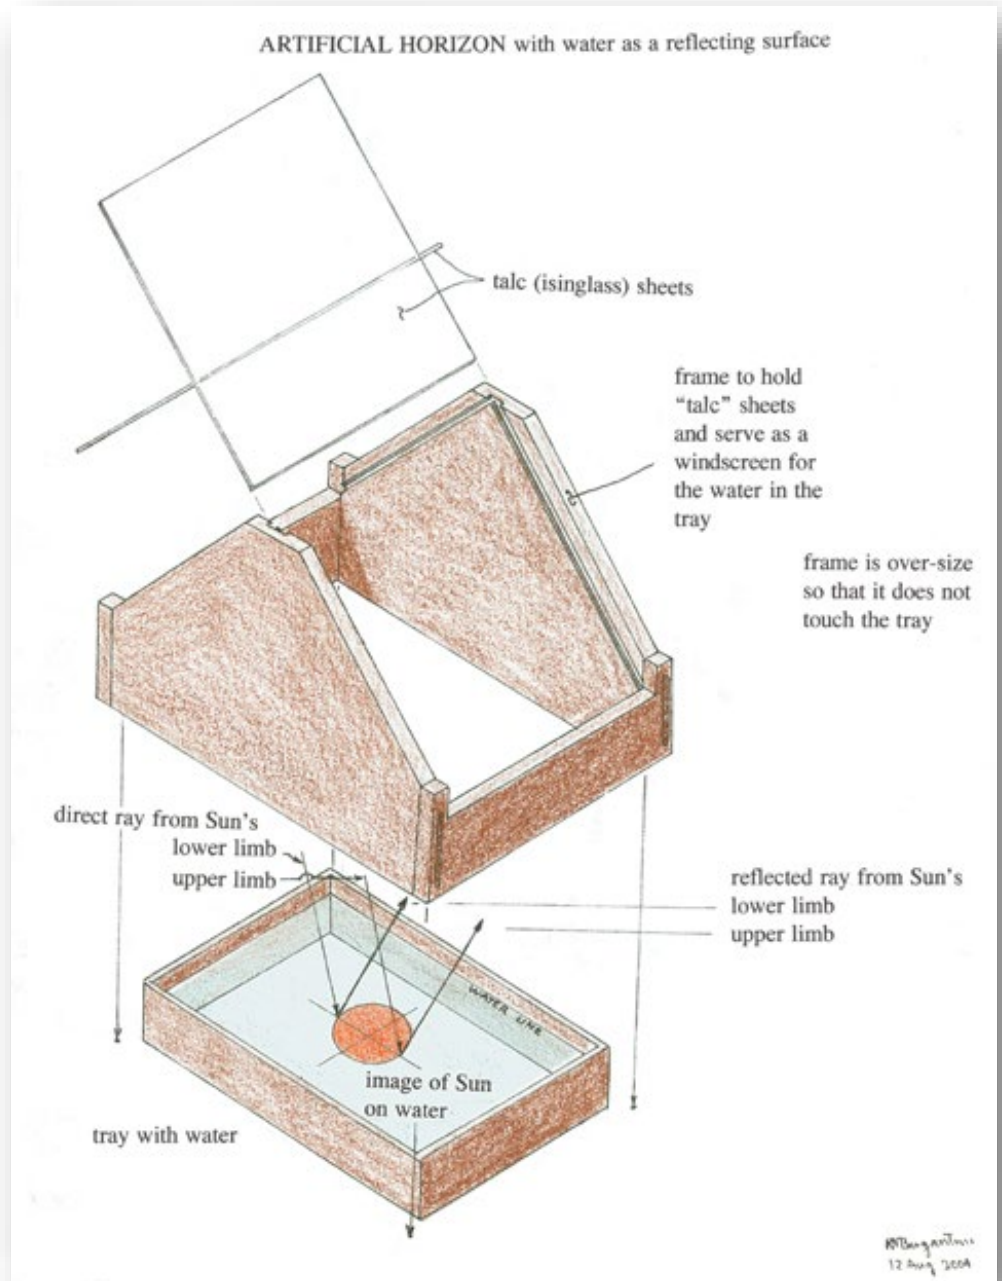 ARTIFICIAL HORIZON with water as a reflecting surface
talc (isinglass) sheets
frame to hold
“talc” sheets
and serve as a
windscreen for
the water in the
tray
frame is over-size
so that it does not
touch the tray
direct ray from Sun's
lower limb
upper limb
reflected ray from Sun's
lower limb
upper limb
WATER LINE
image of Sun
on water
tray with water
12 Aug 2004